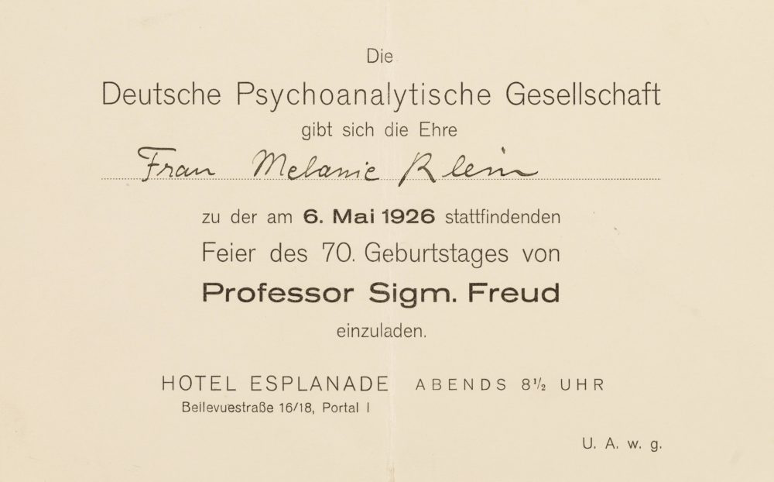 Die
Deutsche Psychoanalytische Gesellschaft
gibt sich die Ehre
Frau Melanie Klein
zu der am 6. Mai 1926 stattfindenden
Feier des 70. Geburtstages von
Professor Sigm. Freud
einzuladen.
HOTEL ESPLANADE ABENDS 8½ UHR
Bellevuestraße 16/18, Portal I
U. A. w. g.